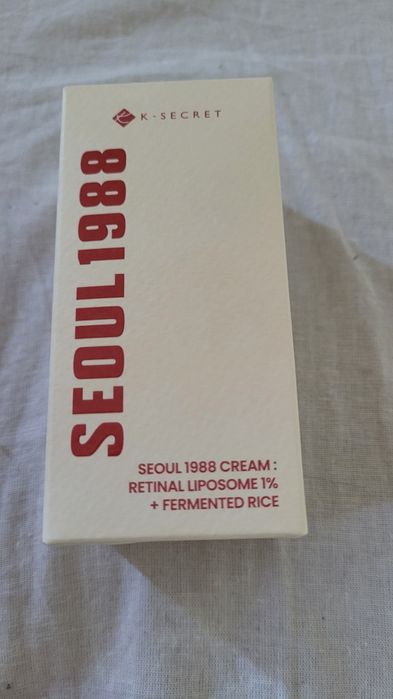 K-SECRET
SEOUL1988
SEOUL 1988 CREAM :
RETINAL LIPOSOME 1%
+ FERMENTED RICE